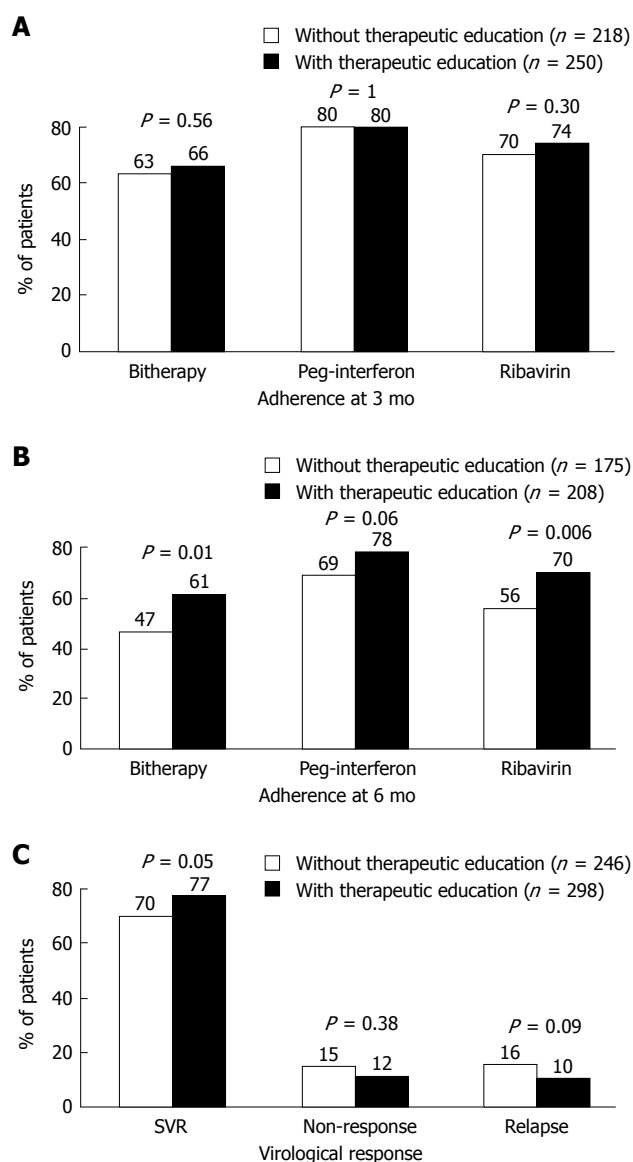 A
Without therapeutic education (n = 218)
With therapeutic education (n = 250)
P = 0.56
P = 1
P = 0.30
63
66
80
80
70
74
80
60
40
20
0
% of patients
Bitherapy
Peg-interferon
Ribavirin
Adherence at 3 mo
B
Without therapeutic education (n = 175)
With therapeutic education (n = 208)
P = 0.01
P = 0.06
P = 0.006
47
61
69
78
56
70
80
60
40
20
0
% of patients
Bitherapy
Peg-interferon
Ribavirin
Adherence at 6 mo
C
Without therapeutic education (n = 246)
With therapeutic education (n = 298)
P = 0.05
P = 0.38
P = 0.09
70
77
15
12
16
10
80
60
40
20
0
% of patients
SVR
Non-response
Relapse
Virological response